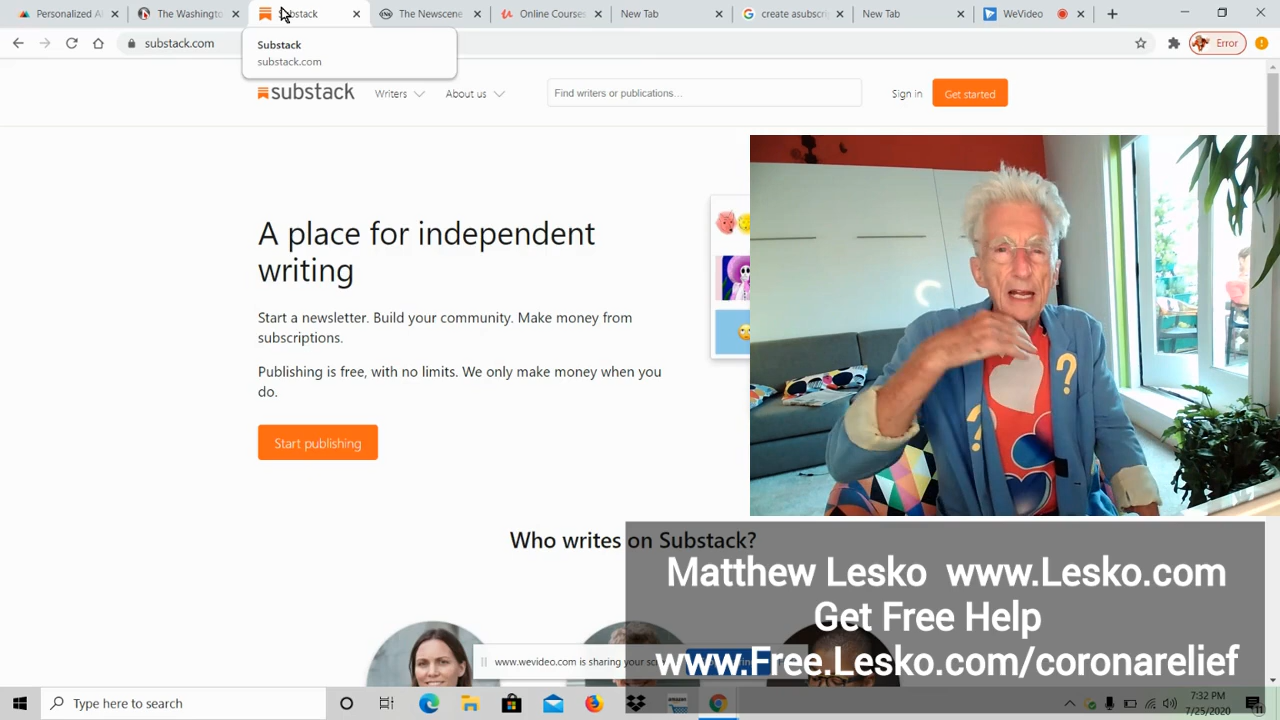 Personalized Al
The Washingto
Substack
The Newscene
Online Courses
New Tab
create asubscri
New Tab
WeVideo
substack.com
Error
Substack
substack.com
substack
Writers
About us
Find writers or publications...
Sign in
Get started
A place for independent
writing
Start a newsletter. Build your community. Make money from
subscriptions.
Publishing is free, with no limits. We only make money when you
do.
Start publishing
Who writes on Substack?
Matthew Lesko www.Lesko.com
Get Free Help
www.Free.Lesko.com/coronarelief
www.wevideo.com is sharing your
Type here to search
amazon
7:32 PM
7/25/2020